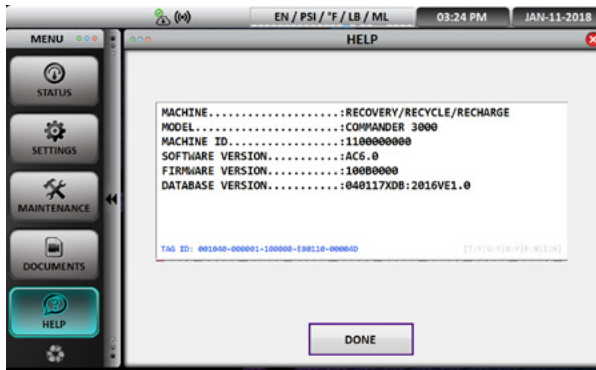 EN / PSI / °F / LB / ML
03:24 PM
JAN-11-2018
MENU
HELP
STATUS
SETTINGS
MAINTENANCE
DOCUMENTS
HELP
MACHINE.....................:RECOVERY/RECYCLE/RECHARGE
MODEL.......................:COMMANDER 3000
MACHINE ID..................:1100000000
SOFTWARE VERSION............:AC6.0
FIRMWARE VERSION............:100B0000
DATABASE VERSION............:040117XDB:2016VE1.0
TAG ID: 001040-000001-100000-E80110-00004D
DONE